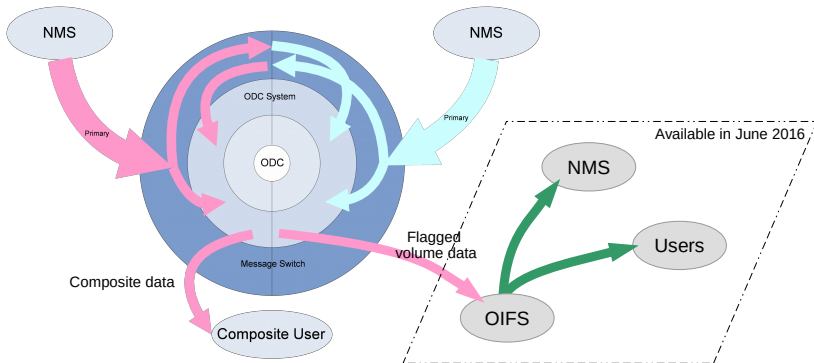 NMS
NMS
ODC System
Primary
Primary
Available in June 2016
ODC
NMS
Flagged
volume data
Users
Message Switch
Composite data
OIFS
Composite User